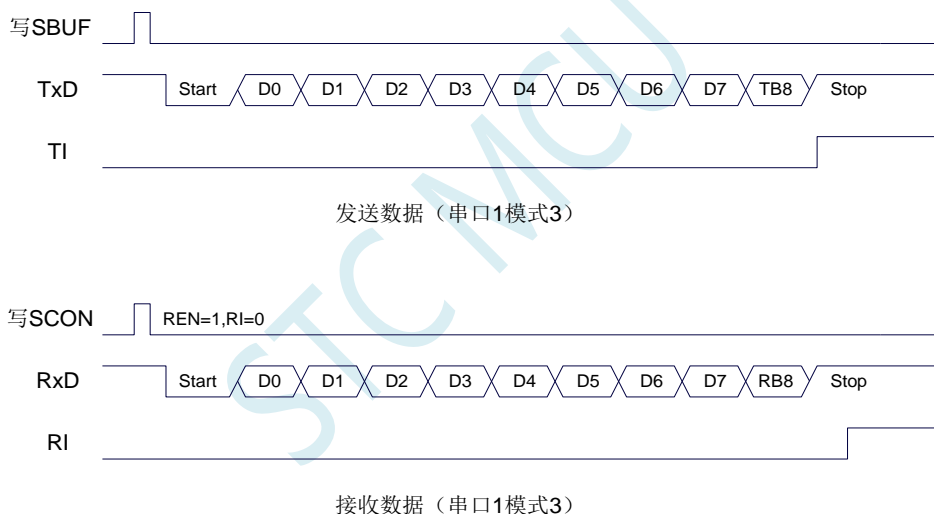 写SBUF
TxD Start D0 D1 D2 D3 D4 D5 D6 D7 TB8 Stop
TI
发送数据（串口1模式3）
写SCON REN=1,RI=0
RxD Start D0 D1 D2 D3 D4 D5 D6 D7 RB8 Stop
RI
接收数据（串口1模式3）
STC MCU